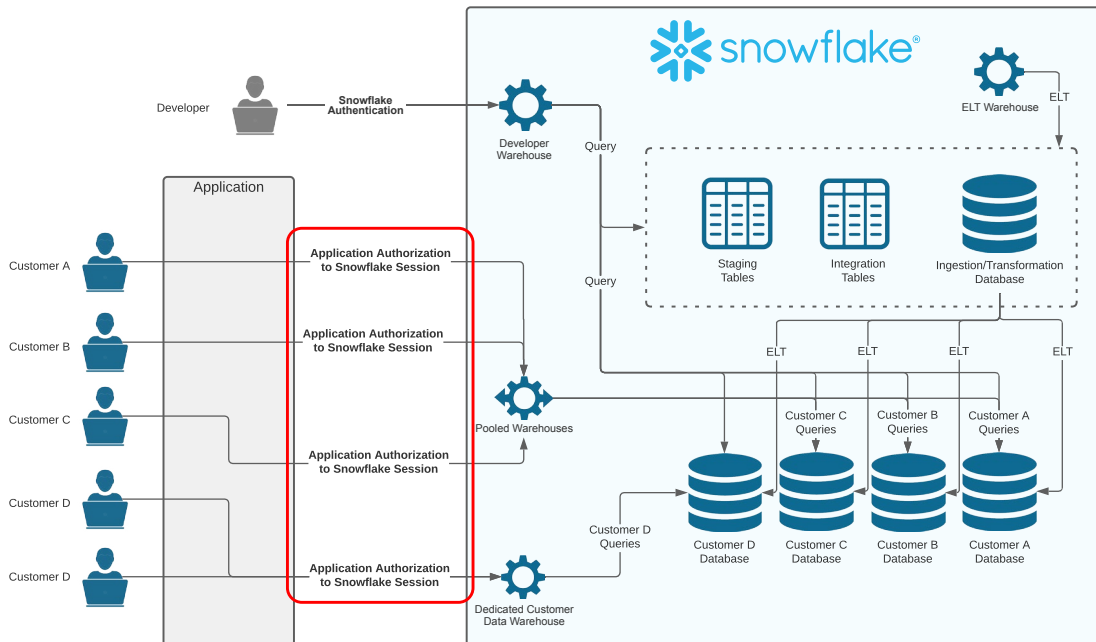 snowflake®
Developer
Snowflake
Authentication
Developer
Warehouse
Query
ELT Warehouse
ELT
Application
Staging
Tables
Integration
Tables
Ingestion/Transformation
Database
Customer A
Application Authorization
to Snowflake Session
Query
Customer B
Application Authorization
to Snowflake Session
ELT
ELT
ELT
ELT
Customer C
Pooled Warehouses
Customer C
Queries
Customer B
Queries
Customer A
Queries
Application Authorization
to Snowflake Session
Customer D
Customer D
Queries
Customer D
Database
Customer C
Database
Customer B
Database
Customer A
Database
Customer D
Application Authorization
to Snowflake Session
Dedicated Customer
Data Warehouse